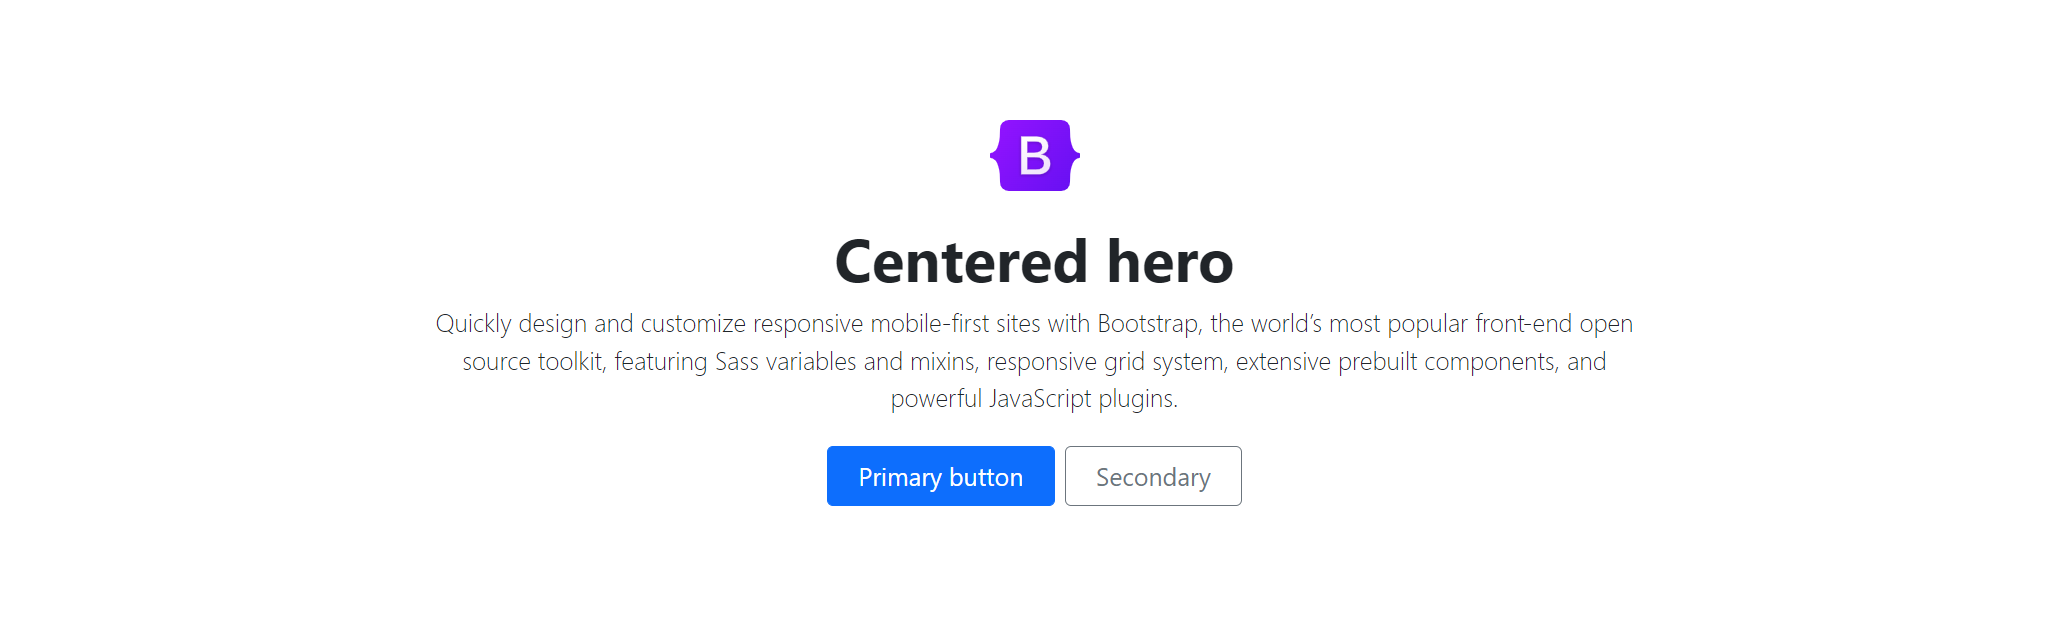 B
Centered hero
Quickly design and customize responsive mobile-first sites with Bootstrap, the world’s most popular front-end open
source toolkit, featuring Sass variables and mixins, responsive grid system, extensive prebuilt components, and
powerful JavaScript plugins.
Primary button
Secondary